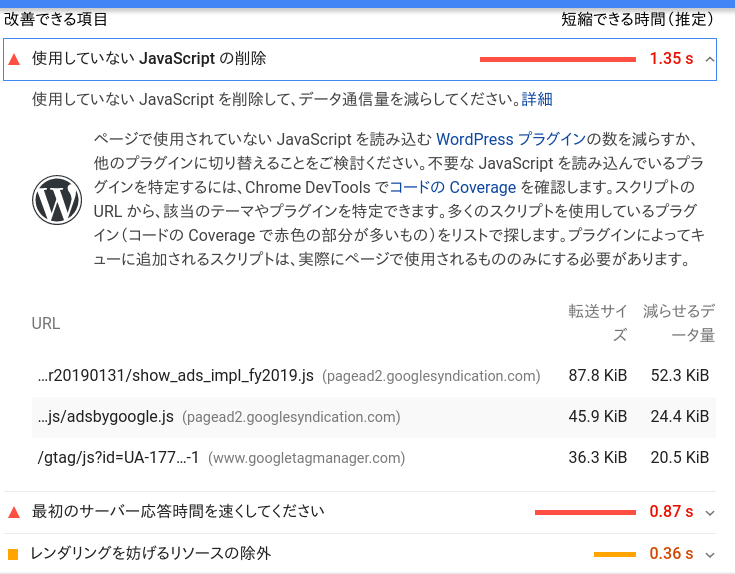 改善できる項目 短縮できる時間（推定）
使用していない JavaScript の削除 1.35 s
使用していない JavaScript を削除して、データ通信量を減らしてください。詳細
ページで使用されていない JavaScript を読み込む WordPress プラグインの数を減らすか、
他のプラグインに切り替えることをご検討ください。不要な JavaScript を読み込んでいるプラ
グインを特定するには、Chrome DevTools でコードの Coverage を確認します。スクリプトの
URL から、該当のテーマやプラグインを特定できます。多くのスクリプトを使用しているプラグ
イン（コードの Coverage で赤色の部分が多いもの）をリストで探します。プラグインによってキ
ューに追加されるスクリプトは、実際にページで使用されるもののみにする必要があります。
URL 転送サイズ 減らせるデータ量
…r20190131/show_ads_impl_fy2019.js (pagead2.googlesyndication.com) 87.8 KiB 52.3 KiB
…js/adsbygoogle.js (pagead2.googlesyndication.com) 45.9 KiB 24.4 KiB
/gtag/js?id=UA-177…-1 (www.googletagmanager.com) 36.3 KiB 20.5 KiB
最初のサーバー応答時間を速くしてください 0.87 s
レンダリングを妨げるリソースの除外 0.36 s